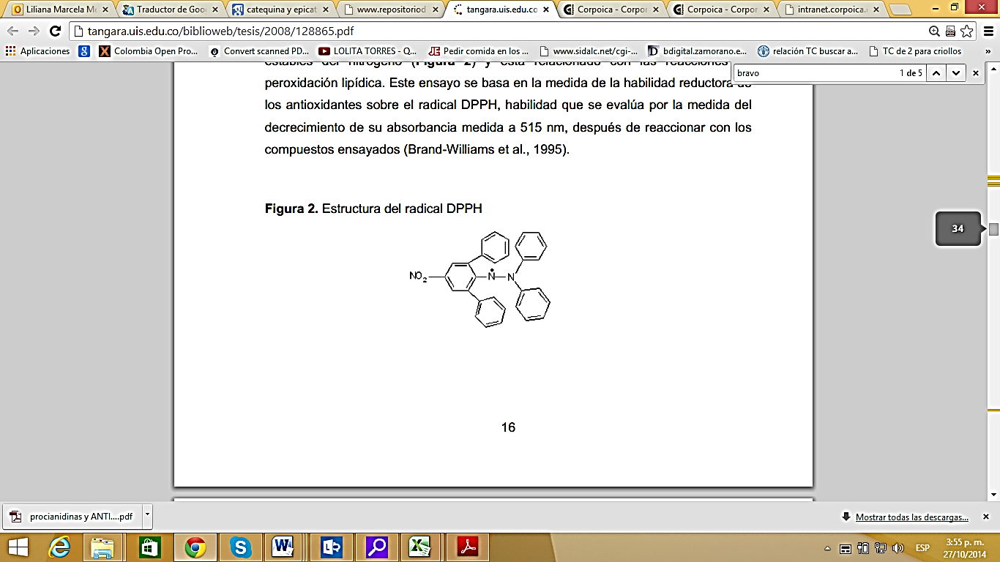 Liliana Marcela Mo
Traductor de Goo
catequina y epicat
www.repositoriod
tangara.uis.edu.co
Corpoica - Corpor
Corpoica - Corpor
intranet.corpoica.
tangara.uis.edu.co/biblioweb/tesis/2008/128865.pdf
Aplicaciones
Colombia Open Pro...
Convert scanned PD...
LOLITA TORRES - Q...
Pedir comida en los ...
www.sidalc.net/cgi-...
bdigital.zamorano.e...
relación TC buscar a...
TC de 2 para criollos
»
bravo 1 de 5
estables del nitrógeno (Figura 2) y está relacionado con las reacciones
peroxidación lipídica. Este ensayo se basa en la medida de la habilidad reductora de
los antioxidantes sobre el radical DPPH, habilidad que se evalúa por la medida del
decrecimiento de su absorbancia medida a 515 nm, después de reaccionar con los
compuestos ensayados (Brand-Williams et al., 1995).
Figura 2. Estructura del radical DPPH
NO2 N N
34
16
procianidinas y ANTI....pdf
Mostrar todas las descargas...
ESP
3:55 p. m.
27/10/2014